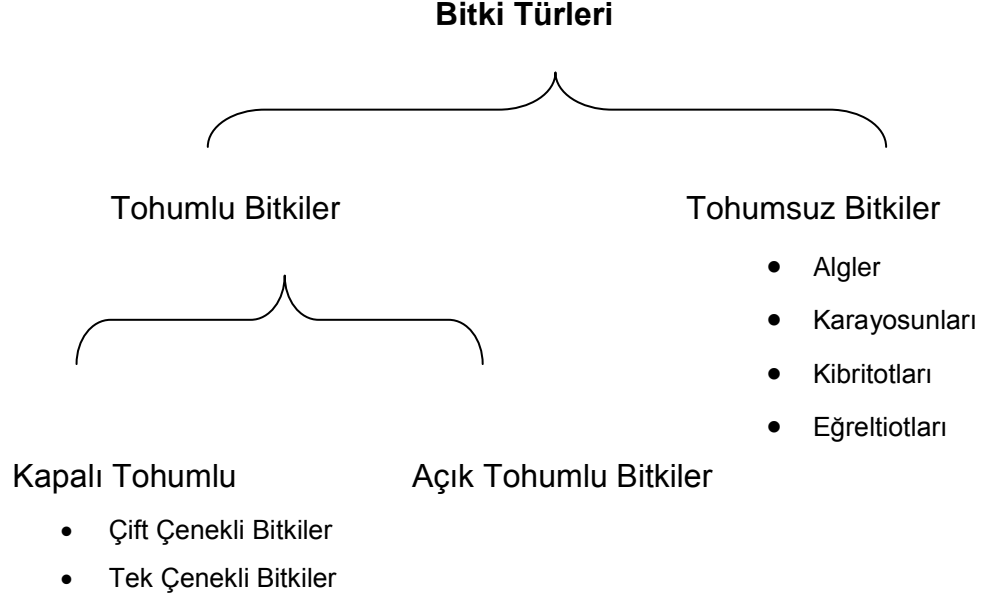 Bitki Türleri
Tohumlu Bitkiler
Tohumsuz Bitkiler
• Algler
• Karayosunları
• Kibritotları
• Eğreltiotları
Kapalı Tohumlu
Açık Tohumlu Bitkiler
• Çift Çenekli Bitkiler
• Tek Çenekli Bitkiler